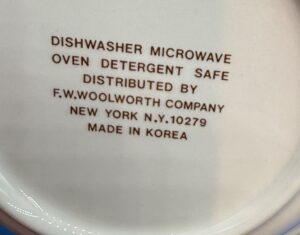 DISHWASHER MICROWAVE
OVEN DETERGENT SAFE
DISTRIBUTED BY
F.W.WOOLWORTH COMPANY
NEW YORK N.Y.10279
MADE IN KOREA